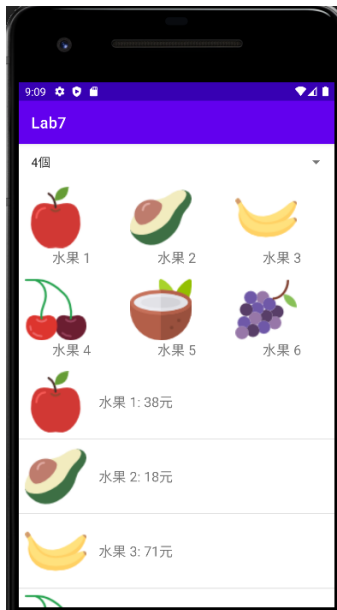 9:09
Lab7
4個
水果 1
水果 2
水果 3
水果 4
水果 5
水果 6
水果 1: 38元
水果 2: 18元
水果 3: 71元